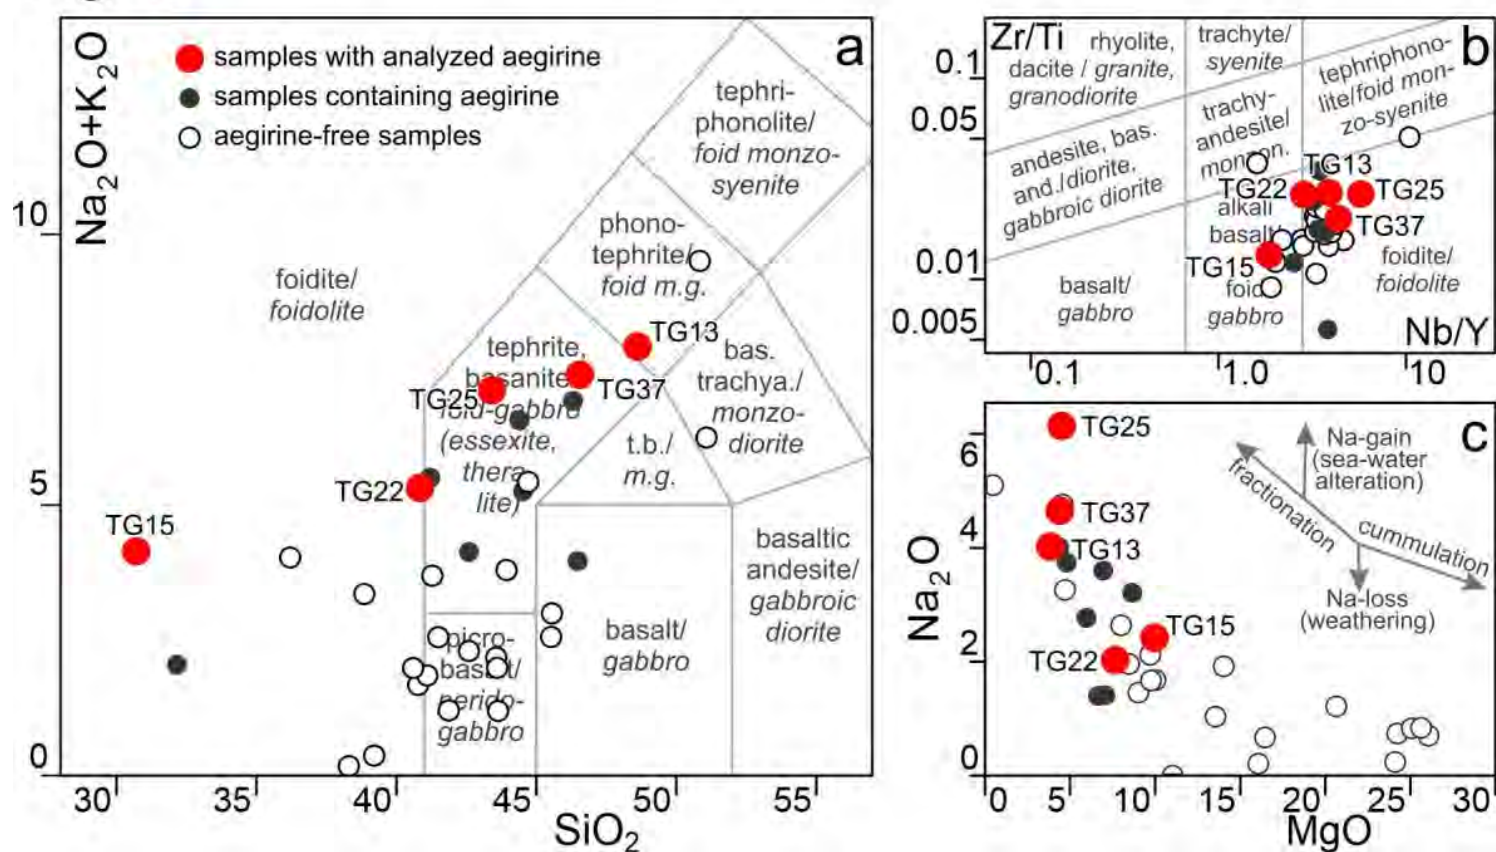 a
Na₂O+K₂O
samples with analyzed aegirine
samples containing aegirine
aegirine-free samples
tephri-
phonolite/
foid monzo-
syenite
phono-
tephrite/
foid m.g.
foidite/
foidolite
TG13
tephrite,
basanite
foid-gabbro
(essexite,
thera
lite)
TG25
TG37
bas.
trachya./
monzo-
diorite
t.b./
m.g.
TG22
TG15
basaltic
andesite/
gabbroic
diorite
basalt/
gabbro
picro-
basalt/
perido-
gabbro
10
5
0
30
35
40
45
50
55
SiO₂
b
Zr/Ti
rhyolite,
dacite / granite,
granodiorite
trachyte/
syenite
tephriphono-
lite/foid mon-
zo-syenite
trachy-
andesite/
monzon.
andesite, bas.
and./diorite,
gabbroic diorite
TG13
TG22
TG25
TG37
alkali
basalt
TG15
foid
gabbro
foidite/
foidolite
basalt/
gabbro
Nb/Y
0.1
0.05
0.01
0.005
0.1
1.0
10
c
TG25
TG37
TG13
TG15
TG22
Na-gain
(sea-water
alteration)
fractionation
cummulation
Na-loss
(weathering)
Na₂O
6
4
2
0
0
5
10
15
20
25
30
MgO